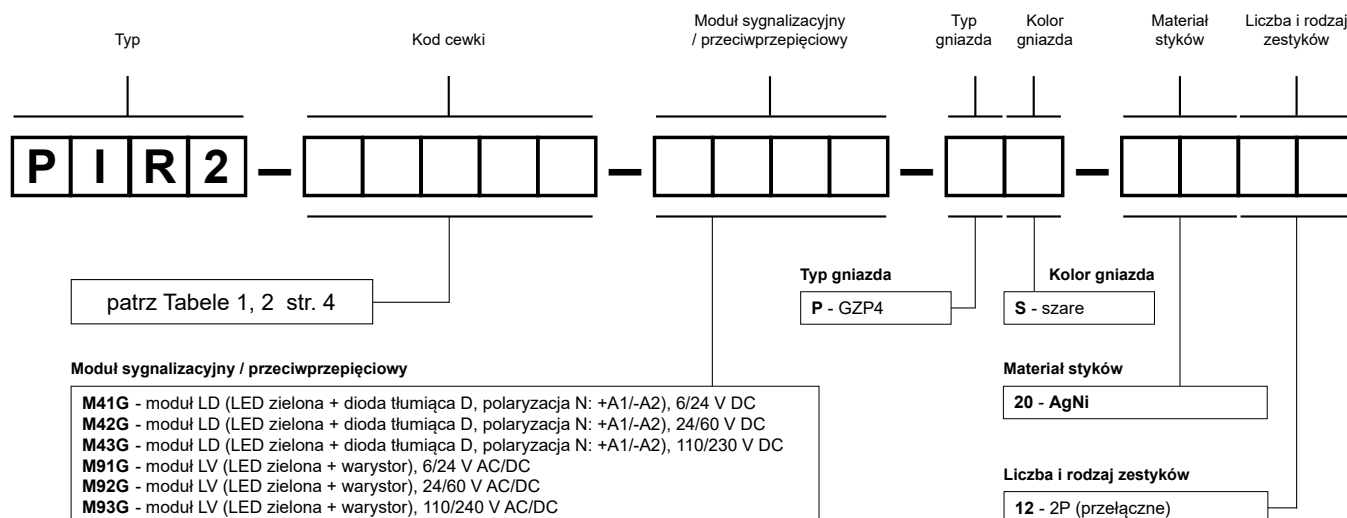 Typ
Kod cewki
Moduł sygnalizacyjny
/ przeciwprzepięciowy
Typ
gniazda
Kolor
gniazda
Materiał
styków
Liczba i rodzaj
zestyków
P I R 2 – – – –
patrz Tabele 1, 2 str. 4
Typ gniazda
P - GZP4
Kolor gniazda
S - szare
Moduł sygnalizacyjny / przeciwprzepięciowy
M41G - moduł LD (LED zielona + dioda tłumiąca D, polaryzacja N: +A1/-A2), 6/24 V DC
M42G - moduł LD (LED zielona + dioda tłumiąca D, polaryzacja N: +A1/-A2), 24/60 V DC
M43G - moduł LD (LED zielona + dioda tłumiąca D, polaryzacja N: +A1/-A2), 110/230 V DC
M91G - moduł LV (LED zielona + warystor), 6/24 V AC/DC
M92G - moduł LV (LED zielona + warystor), 24/60 V AC/DC
M93G - moduł LV (LED zielona + warystor), 110/240 V AC/DC
Materiał styków
20 - AgNi
Liczba i rodzaj zestyków
12 - 2P (przełączne)